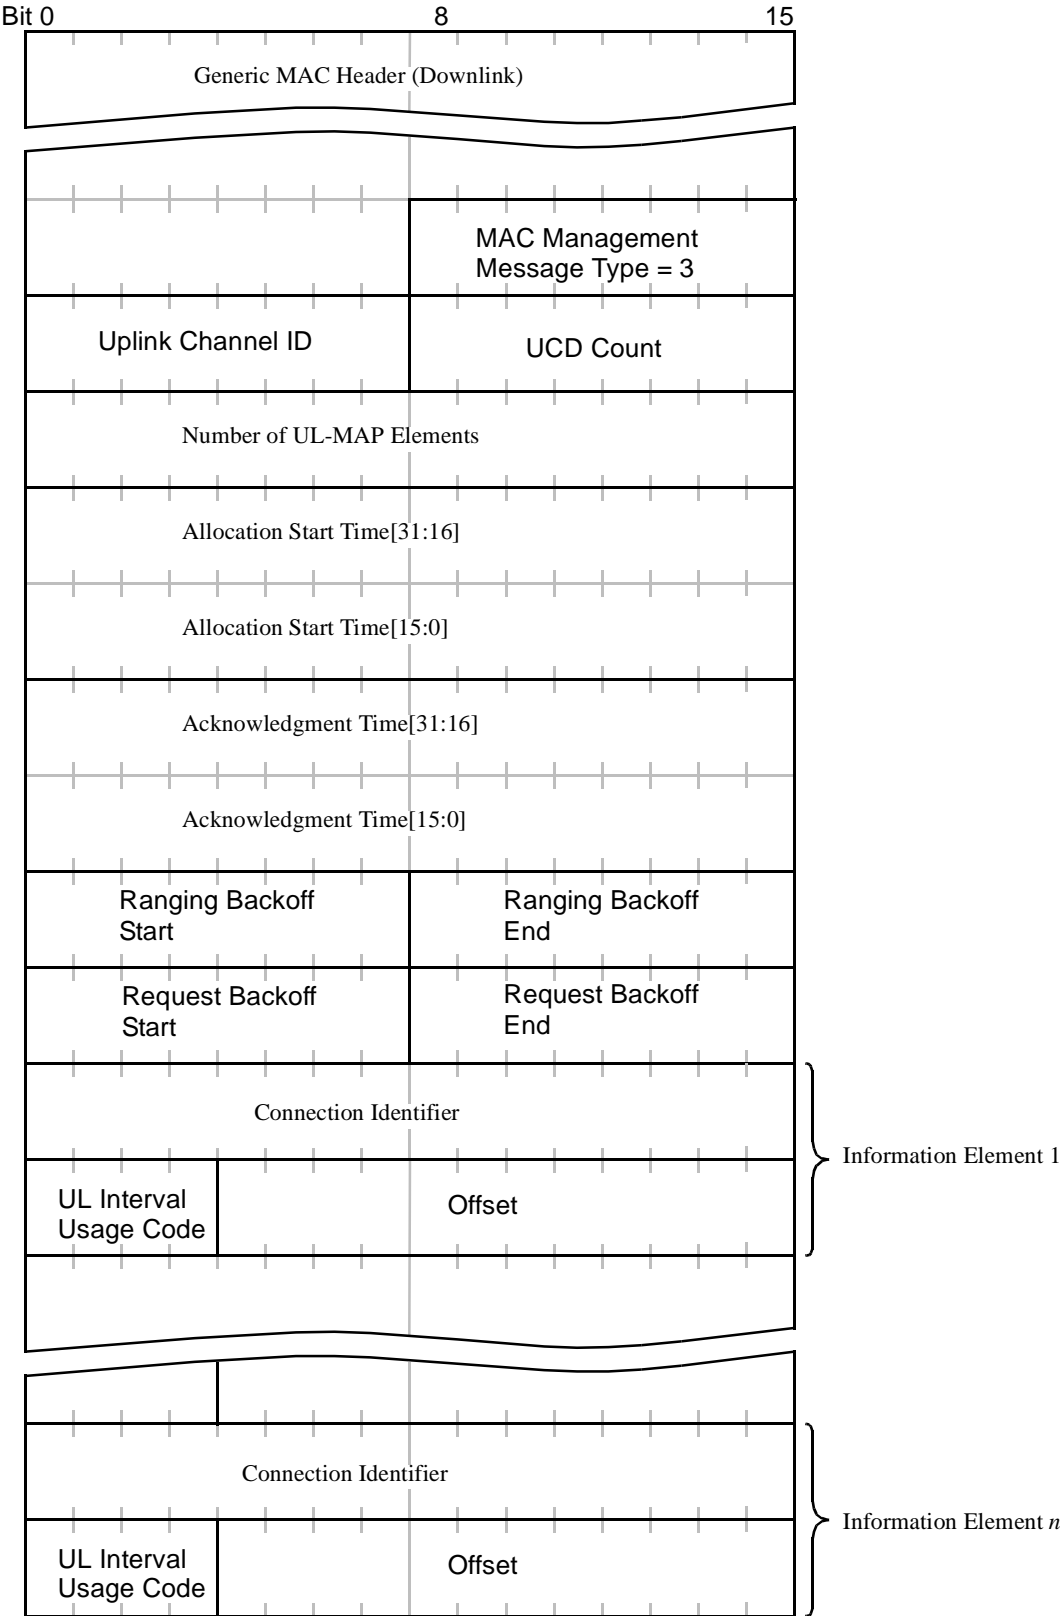 Bit 0 8 15
Generic MAC Header (Downlink)
MAC Management
Message Type = 3
Uplink Channel ID
UCD Count
Number of UL-MAP Elements
Allocation Start Time[31:16]
Allocation Start Time[15:0]
Acknowledgment Time[31:16]
Acknowledgment Time[15:0]
Ranging Backoff
Start
Ranging Backoff
End
Request Backoff
Start
Request Backoff
End
Connection Identifier
Information Element 1
UL Interval
Usage Code
Offset
Connection Identifier
Information Element n
UL Interval
Usage Code
Offset